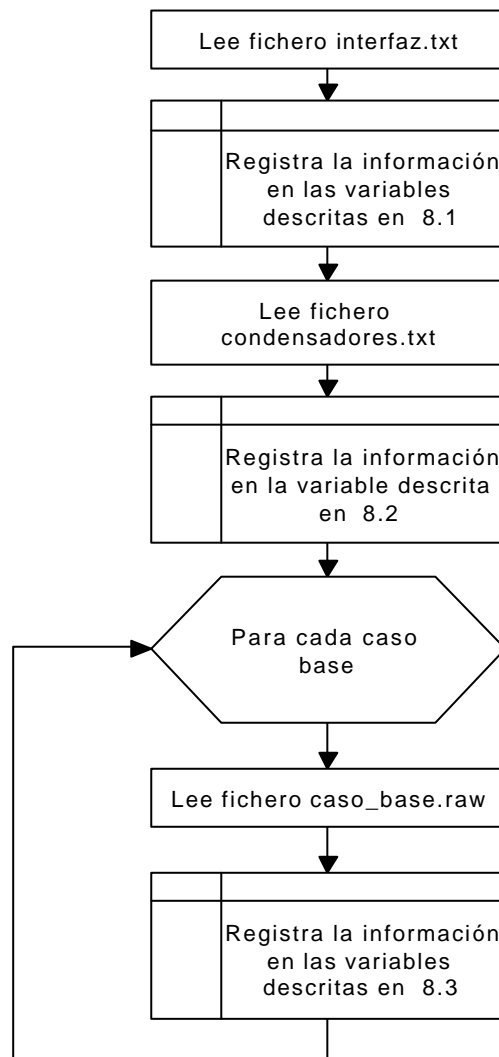 Lee fichero interfaz.txt
Registra la información
en las variables
descritas en 8.1
Lee fichero
condensadores.txt
Registra la información
en la variable descrita
en 8.2
Para cada caso
base
Lee fichero caso_base.raw
Registra la información
en las variables
descritas en 8.3